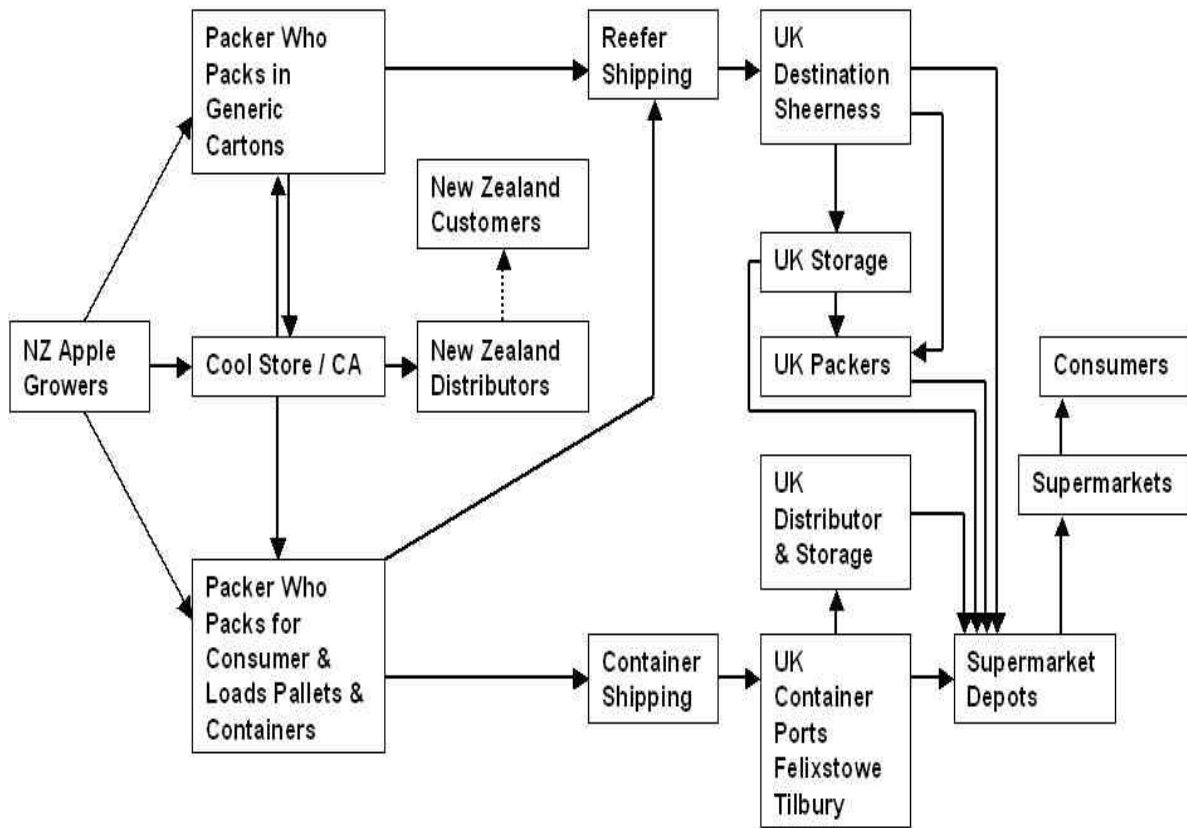 Packer Who
Packs in
Generic
Cartons
Reefer
Shipping
UK
Destination
Sheerness
New Zealand
Customers
UK Storage
NZ Apple
Growers
Cool Store / CA
New Zealand
Distributors
UK Packers
Consumers
UK
Distributor
& Storage
Supermarkets
Packer Who
Packs for
Consumer &
Loads Pallets &
Containers
Container
Shipping
UK
Container
Ports
Felixstowe
Tilbury
Supermarket
Depots